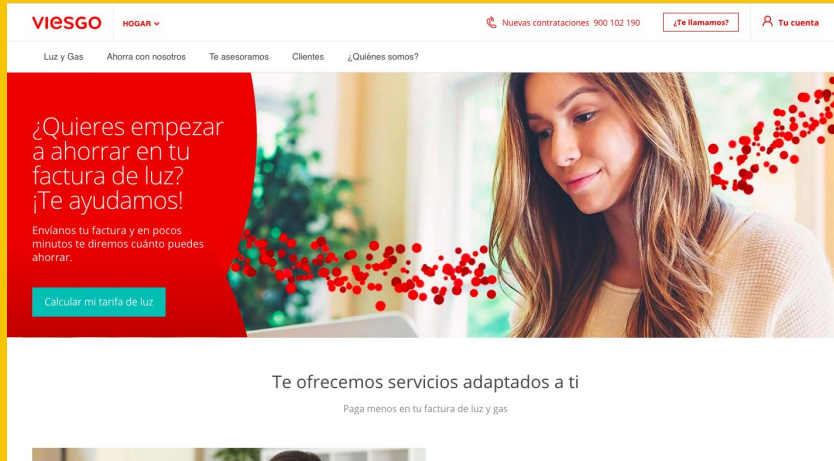 VIESGO
HOGAR
Nuevas contrataciones 900 102 190
¿Te llamamos?
Tu cuenta
Luz y Gas
Ahorra con nosotros
Te asesoramos
Clientes
¿Quiénes somos?
¿Quieres empezar
a ahorrar en tu
factura de luz?
¡Te ayudamos!
Envíanos tu factura y en pocos
minutos te diremos cuánto puedes
ahorrar.
Calcular mi tarifa de luz
Te ofrecemos servicios adaptados a ti
Paga menos en tu factura de luz y gas